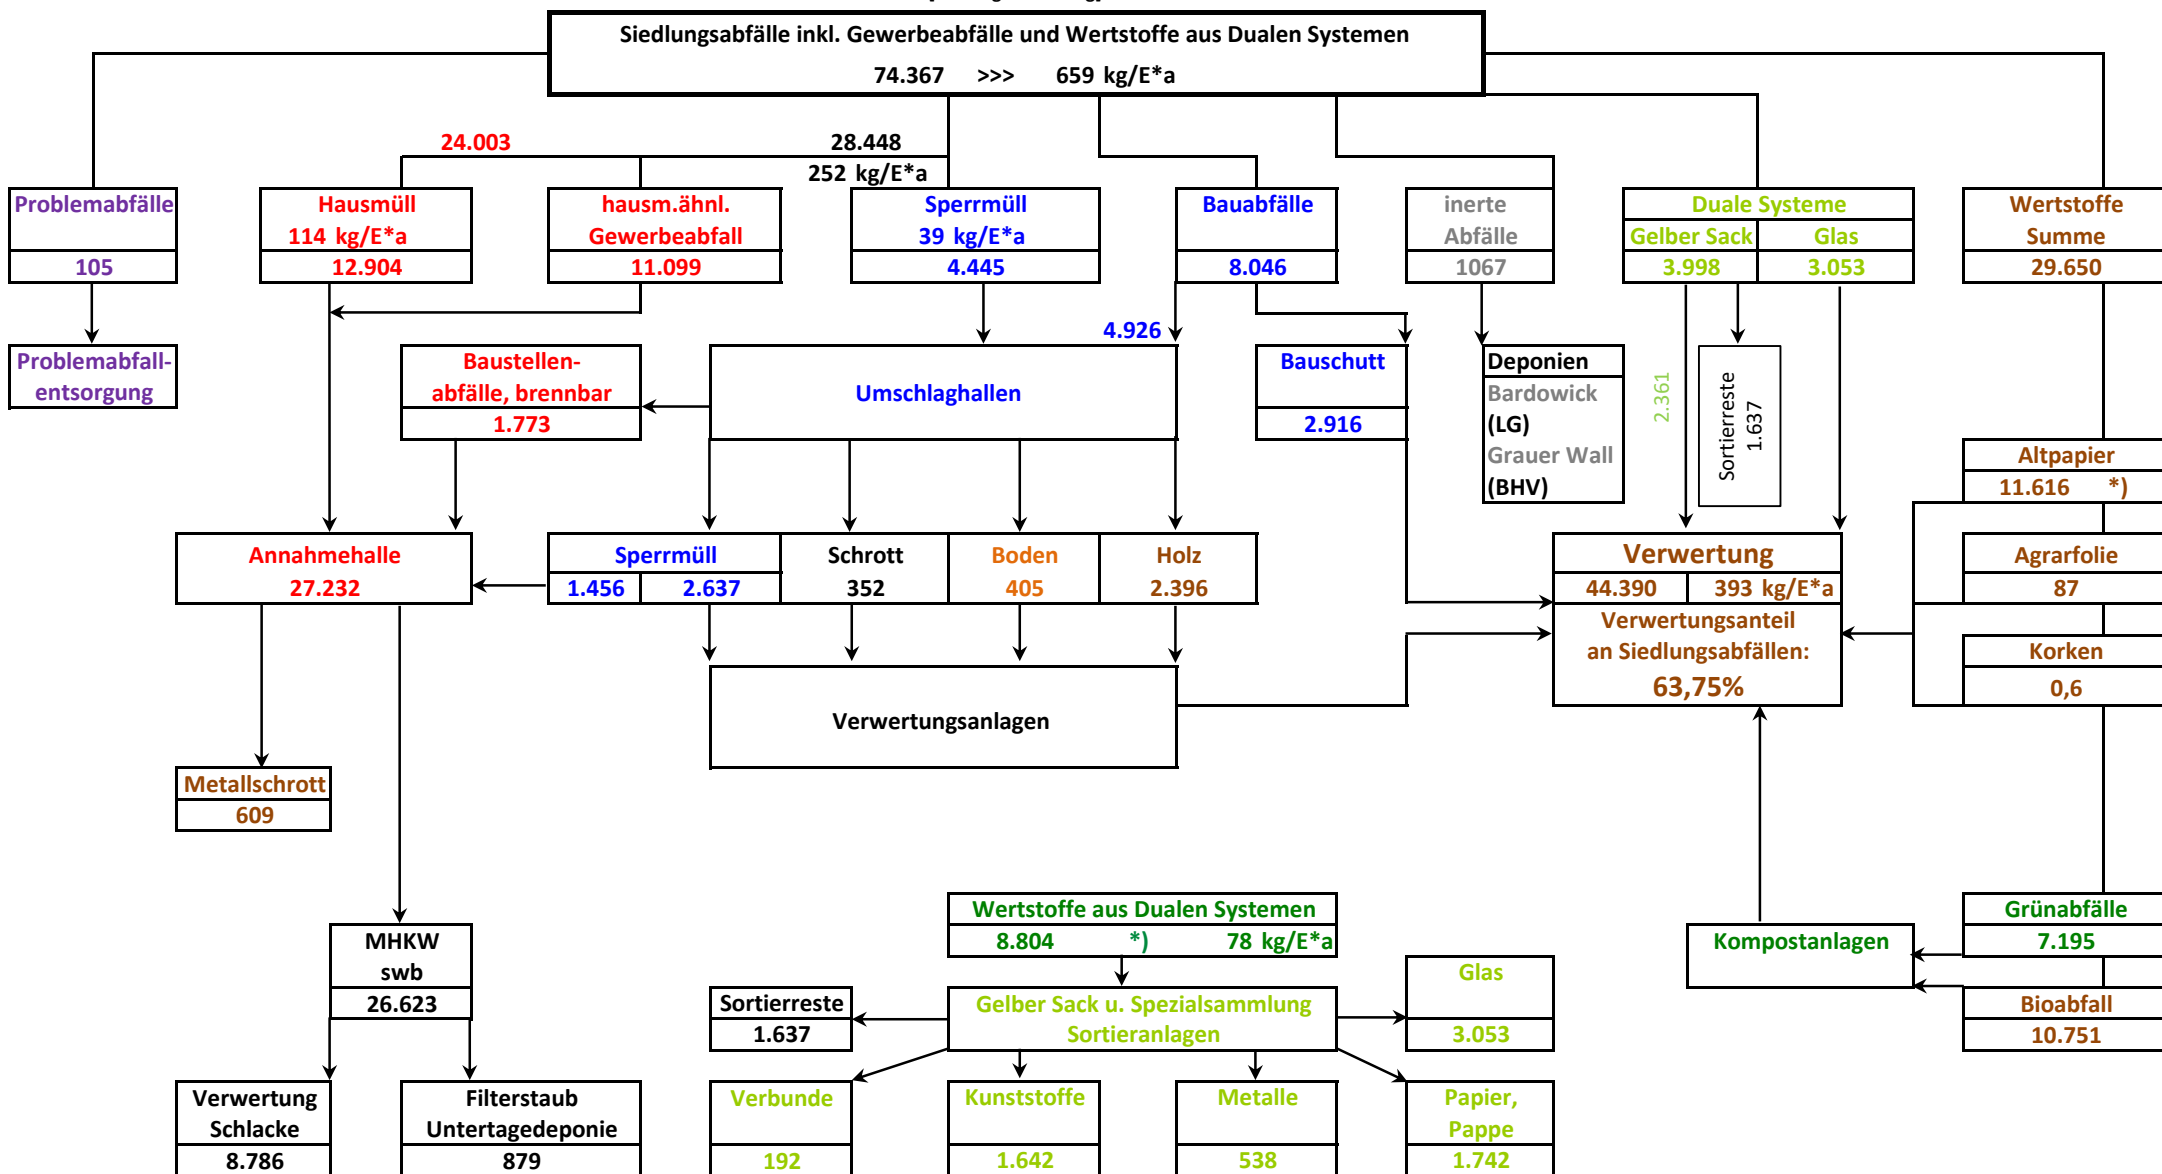 Siedlungsabfälle inkl. Gewerbeabfälle und Wertstoffe aus Dualen Systemen
74.367 >>> 659 kg/E*a
24.003
28.448
252 kg/E*a
Problemabfälle
105
Hausmüll
114 kg/E*a
12.904
hausm.ähnl.
Gewerbeabfall
11.099
Sperrmüll
39 kg/E*a
4.445
Bauabfälle
8.046
inerte
Abfälle
1067
Duale Systeme
Gelber Sack
Glas
3.998
3.053
Wertstoffe
Summe
29.650
4.926
Problemabfall-
entsorgung
Baustellen-
abfälle, brennbar
1.773
Umschlaghallen
Bauschutt
2.916
Deponien
Bardowick
(LG)
Grauer Wall
(BHV)
2.361
Sortierreste
1.637
Altpapier
11.616 *)
Annahmehalle
27.232
Sperrmüll
1.456
2.637
Schrott
352
Boden
405
Holz
2.396
Verwertung
44.390
393 kg/E*a
Verwertungsanteil
an Siedlungsabfällen:
63,75%
Agrarfolie
87
Korken
0,6
Verwertungsanlagen
Metallschrott
609
MHKW
swb
26.623
Wertstoffe aus Dualen Systemen
8.804 *) 78 kg/E*a
Kompostanlagen
Grünabfälle
7.195
Sortierreste
1.637
Gelber Sack u. Spezialsammlung
Sortieranlagen
Glas
3.053
Bioabfall
10.751
Verwertung
Schlacke
8.786
Filterstaub
Untertagedeponie
879
Verbunde
192
Kunststoffe
1.642
Metalle
538
Papier,
Pappe
1.742